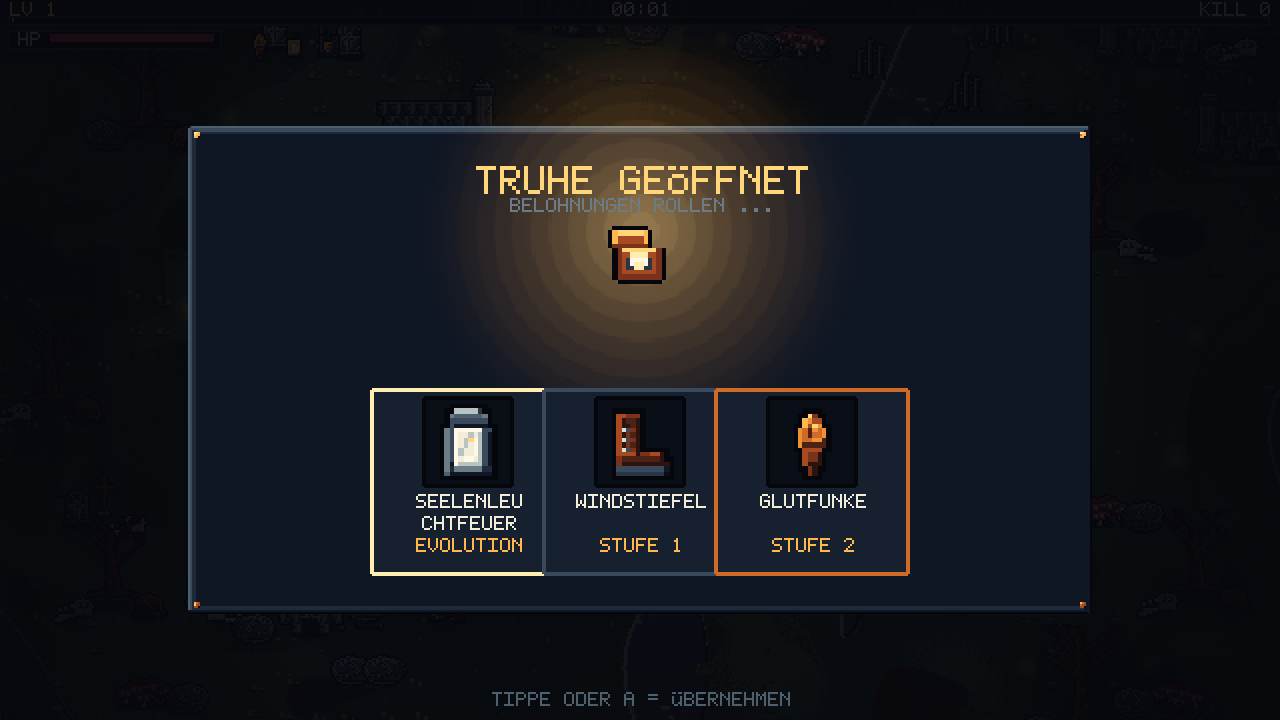 LV 1
00:01
KILL 0
HP
TRUHE GEöFFNET
BELOHNUNGEN ROLLEN ...
SEELENLEU
CHTFEUER
EVOLUTION
WINDSTIEFEL
STUFE 1
GLUTFUNKE
STUFE 2
TIPPE ODER A = üBERNEHMEN